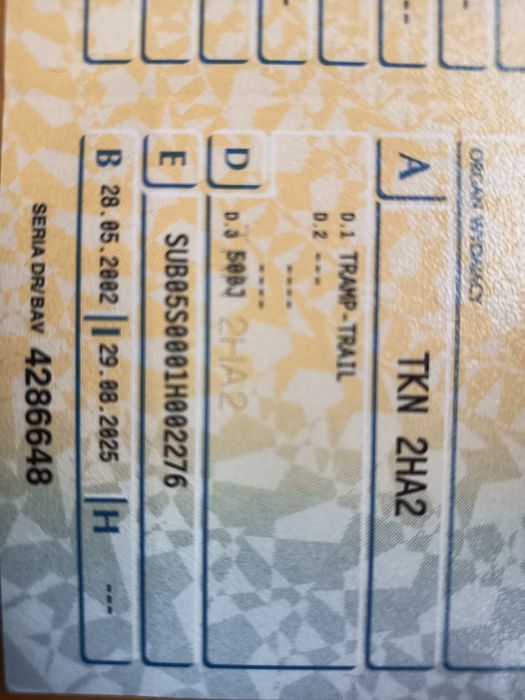 ORGAN WYDAJĄCY
A TKN 2HA2
D.1 TRAMP-TRAIL
D.2 ---
----
----
D D.3
2HA2
E SUB05S0001H002276
B 28.05.2002 I 29.08.2025 H ---
SERIA DR/BAV 4286648